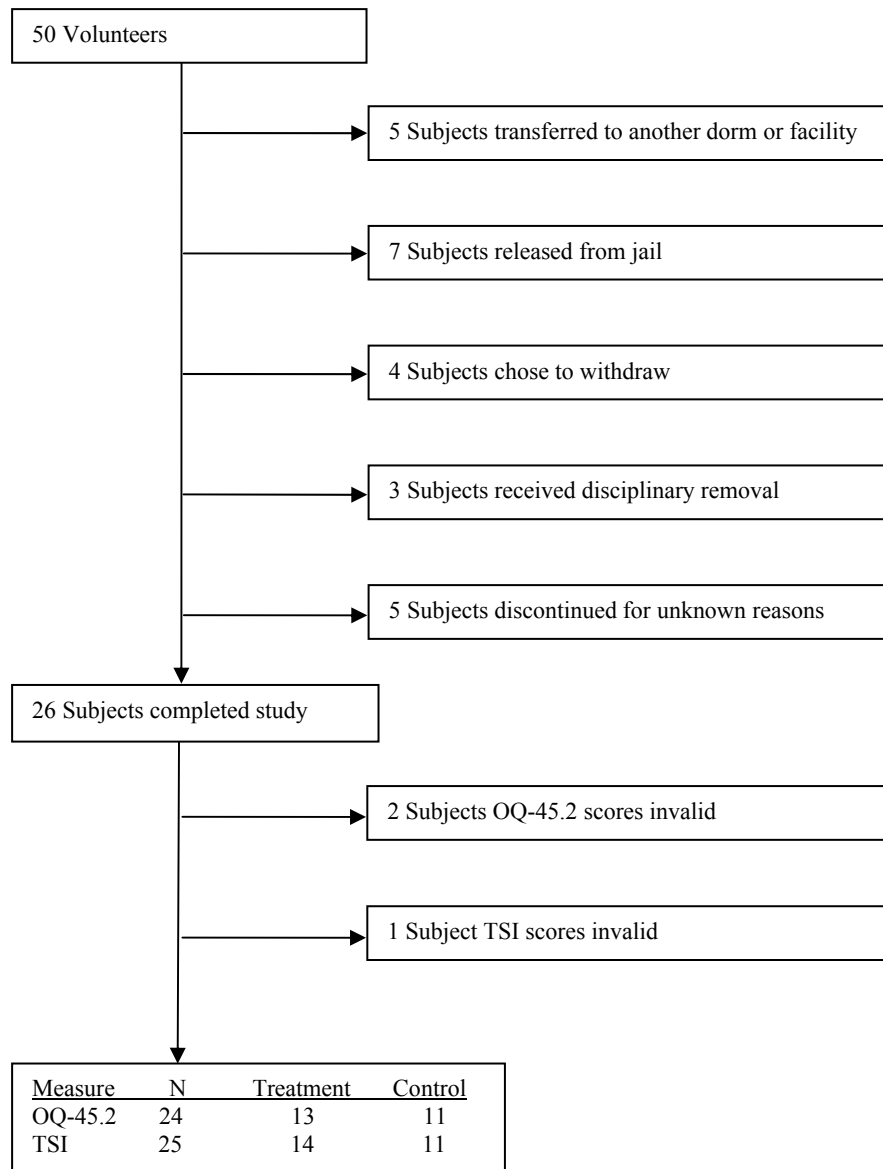 50 Volunteers
5 Subjects transferred to another dorm or facility
7 Subjects released from jail
4 Subjects chose to withdraw
3 Subjects received disciplinary removal
5 Subjects discontinued for unknown reasons
26 Subjects completed study
2 Subjects OQ-45.2 scores invalid
1 Subject TSI scores invalid
Measure N Treatment Control
OQ-45.2 24 13 11
TSI 25 14 11